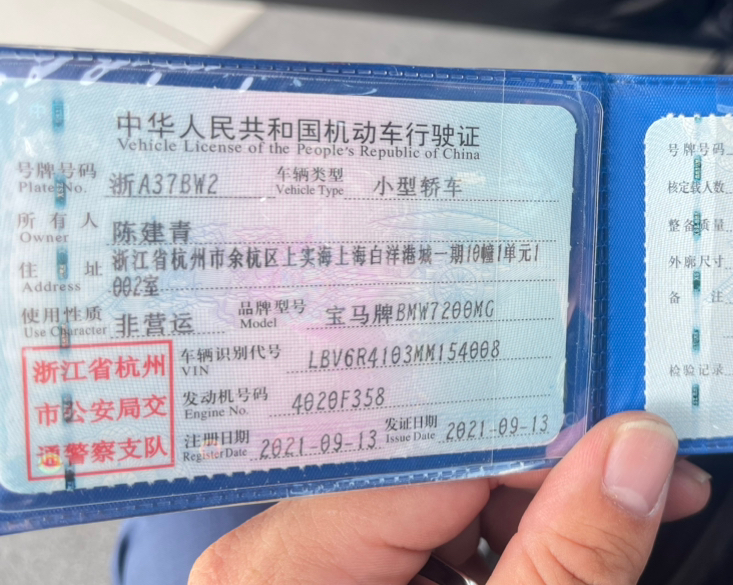 中华人民共和国机动车行驶证
Vehicle License of the People's Republic of China
号牌号码 浙A37BW2 车辆类型 小型轿车
Plate No. Vehicle Type
所有人 陈建青
Owner
住址 浙江省杭州市余杭区上实海上海白洋港城一期10幢1单元1
Address 002室
使用性质 非营运 品牌型号 宝马牌BMW7200MG
Use Character Model
浙江省杭州
市公安局交
通警察支队
车辆识别代号 LBV6R4103MM154008
VIN
发动机号码 4020F358
Engine No.
注册日期 2021-09-13 发证日期 2021-09-13
Register Date Issue Date
号牌号码
核定载人数
整备质量
外廓尺寸
备注
检验记录